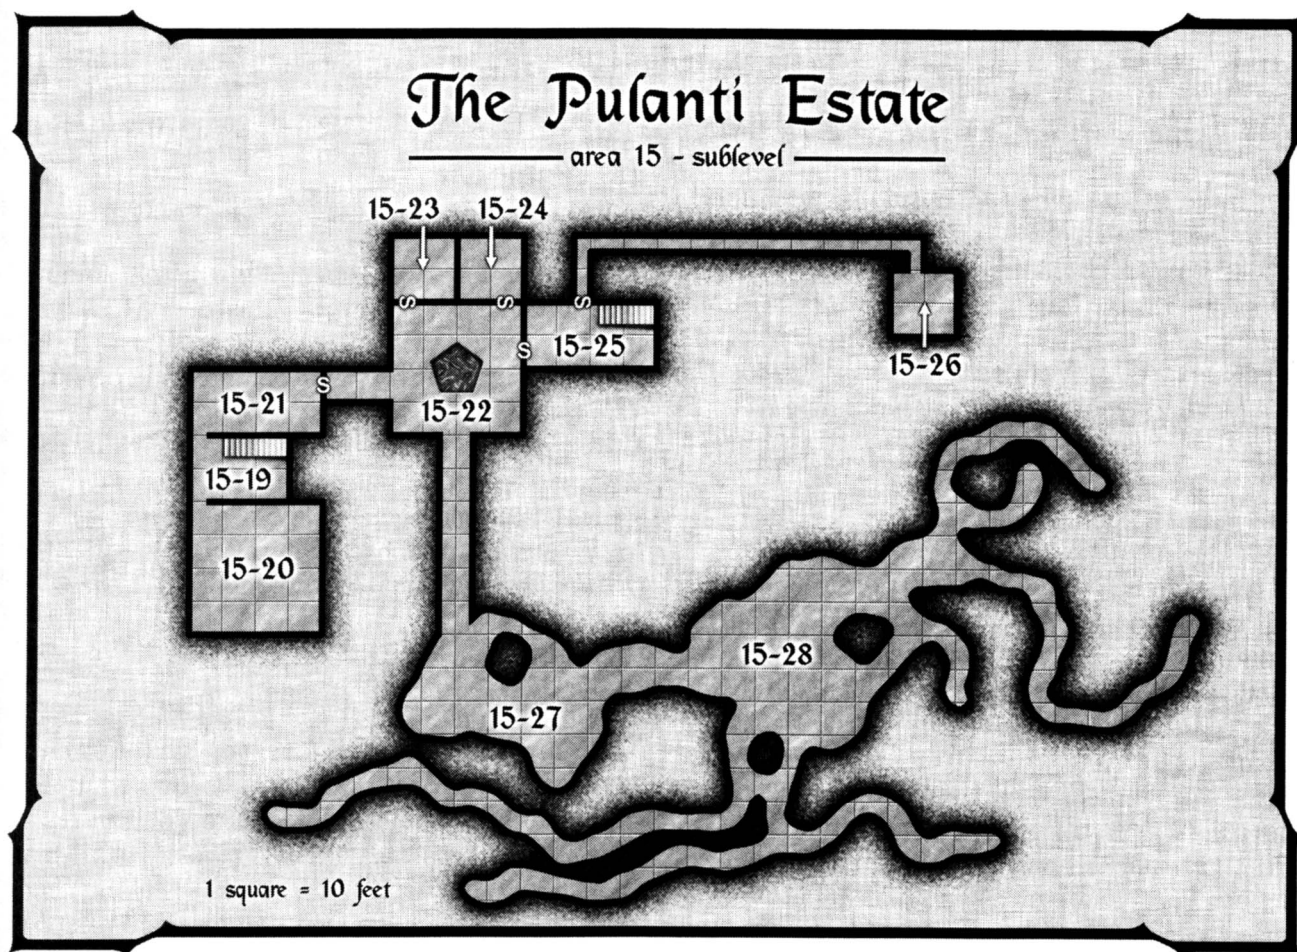 The Pulanti Estate
area 15 - sublevel
15-23 15-24
S S S
15-25
S
15-26
S
15-21
15-22
15-19
15-20
15-28
15-27
1 square = 10 feet